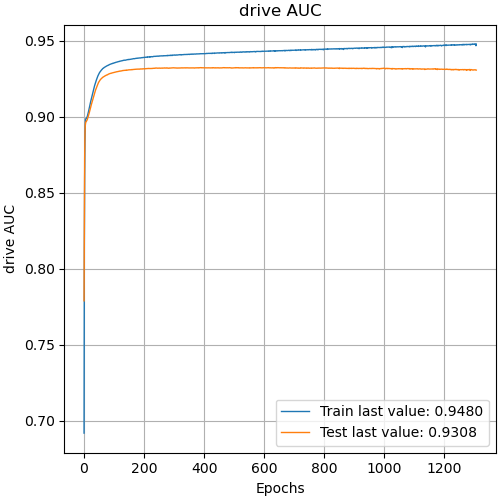 drive AUC
0.95
0.90
0.85
0.80
0.75
0.70
drive AUC
Train last value: 0.9480
Test last value: 0.9308
0 200 400 600 800 1000 1200
Epochs